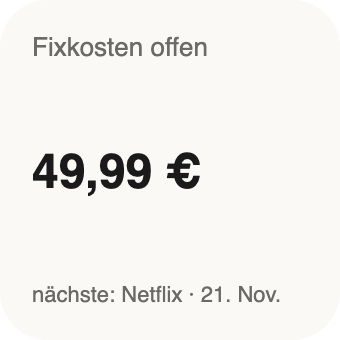 Fixkosten offen
49,99 €
nächste: Netflix · 21. Nov.